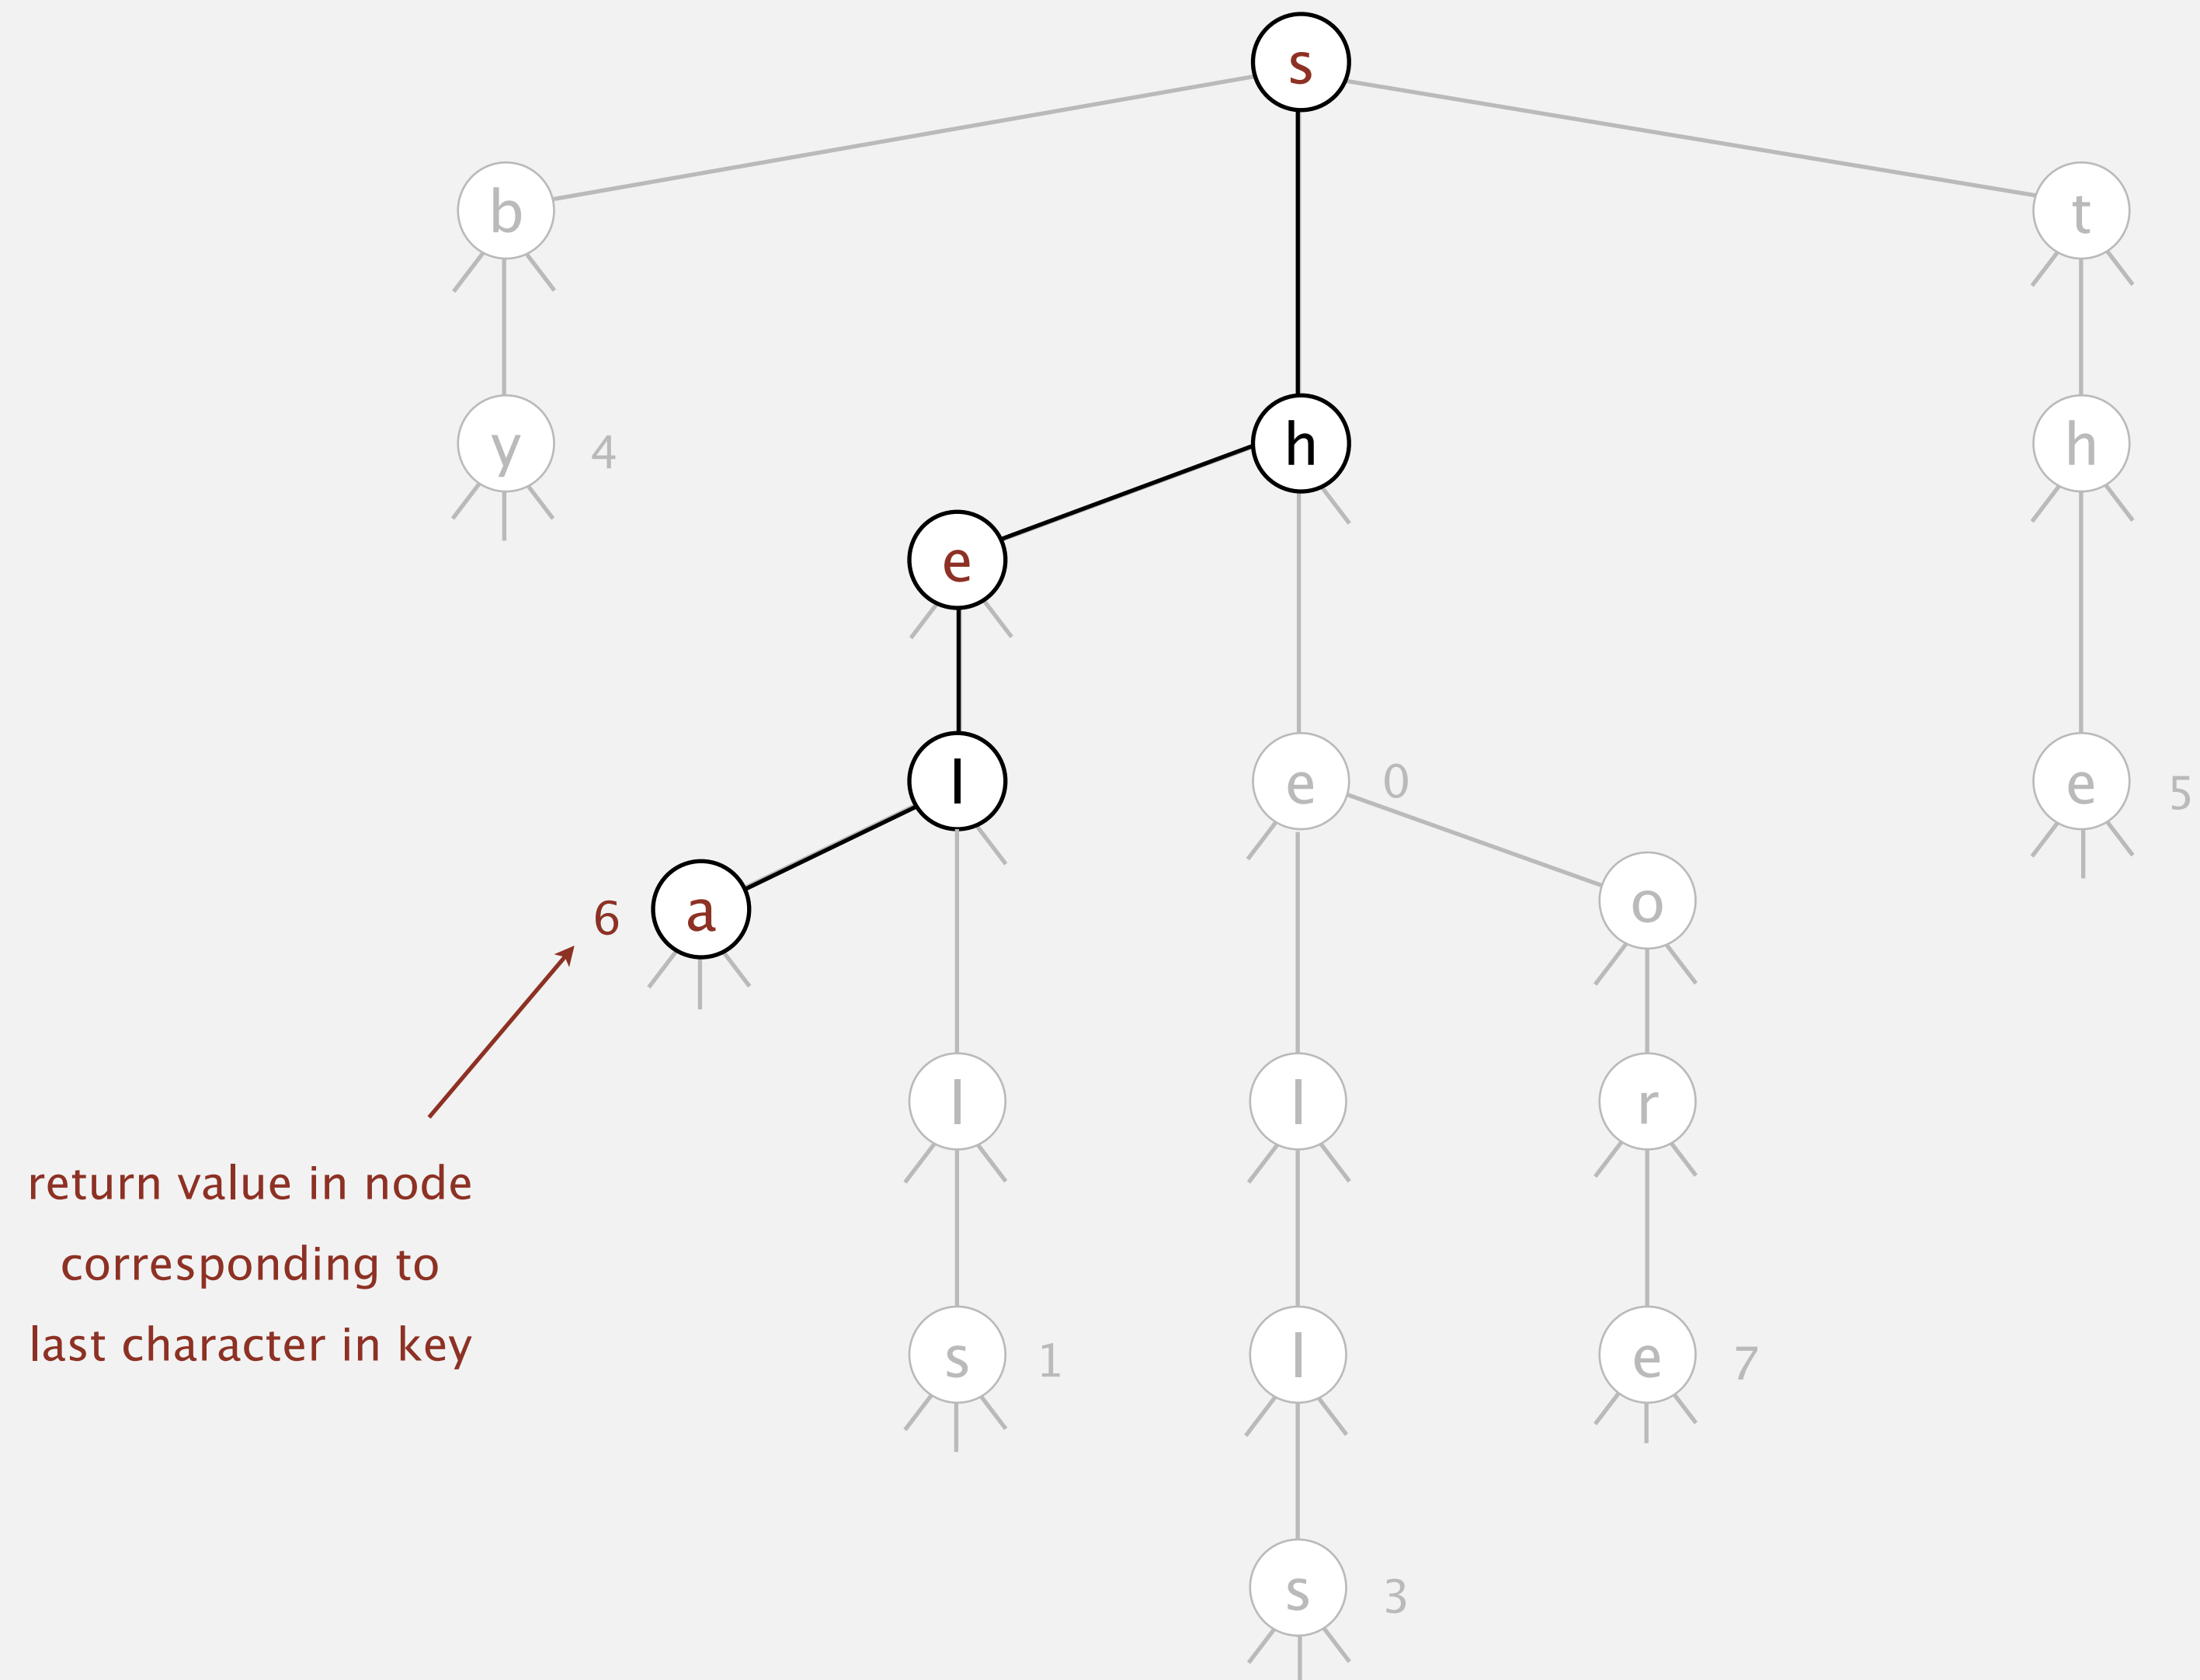 s
b
t
y 4
h
h
e
l
e 0
e 5
6 a
o
l
l
r
return value in node
corresponding to
last character in key
s 1
l
e 7
s 3